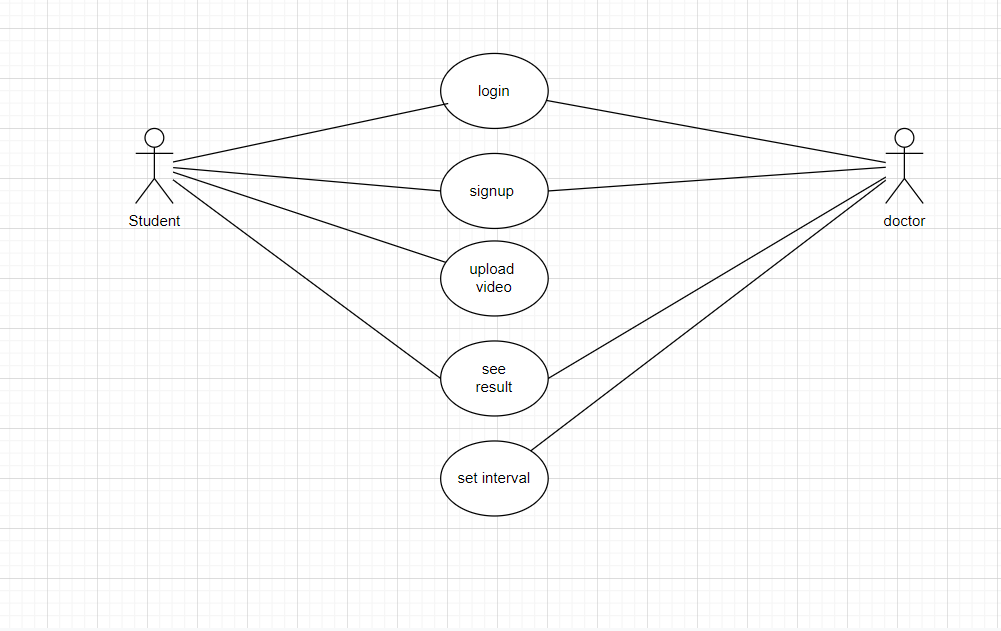 login
signup
Student
doctor
upload
video
see
result
set interval